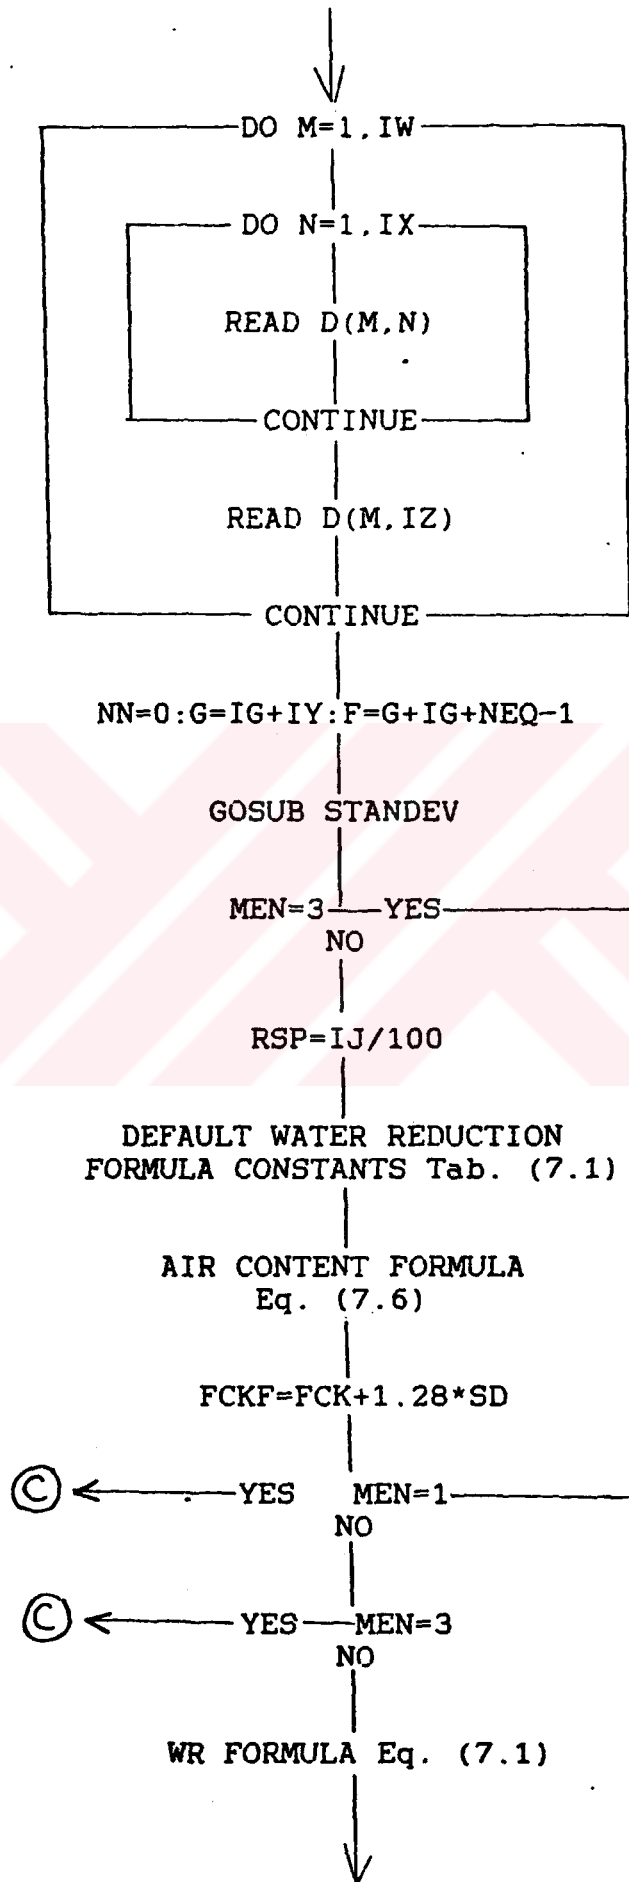 DO M=1,IW
DO N=1,IX
READ D(M,N)
CONTINUE
READ D(M,IZ)
CONTINUE
NN=0:G=IG+IY:F=G+IG+NEQ-1
GOSUB STANDEV
MEN=3 YES
NO
RSP=IJ/100
DEFAULT WATER REDUCTION
FORMULA CONSTANTS Tab. (7.1)
AIR CONTENT FORMULA
Eq. (7.6)
FCKF=FCK+1.28*SD
C YES MEN=1
NO
C YES MEN=3
NO
WR FORMULA Eq. (7.1)